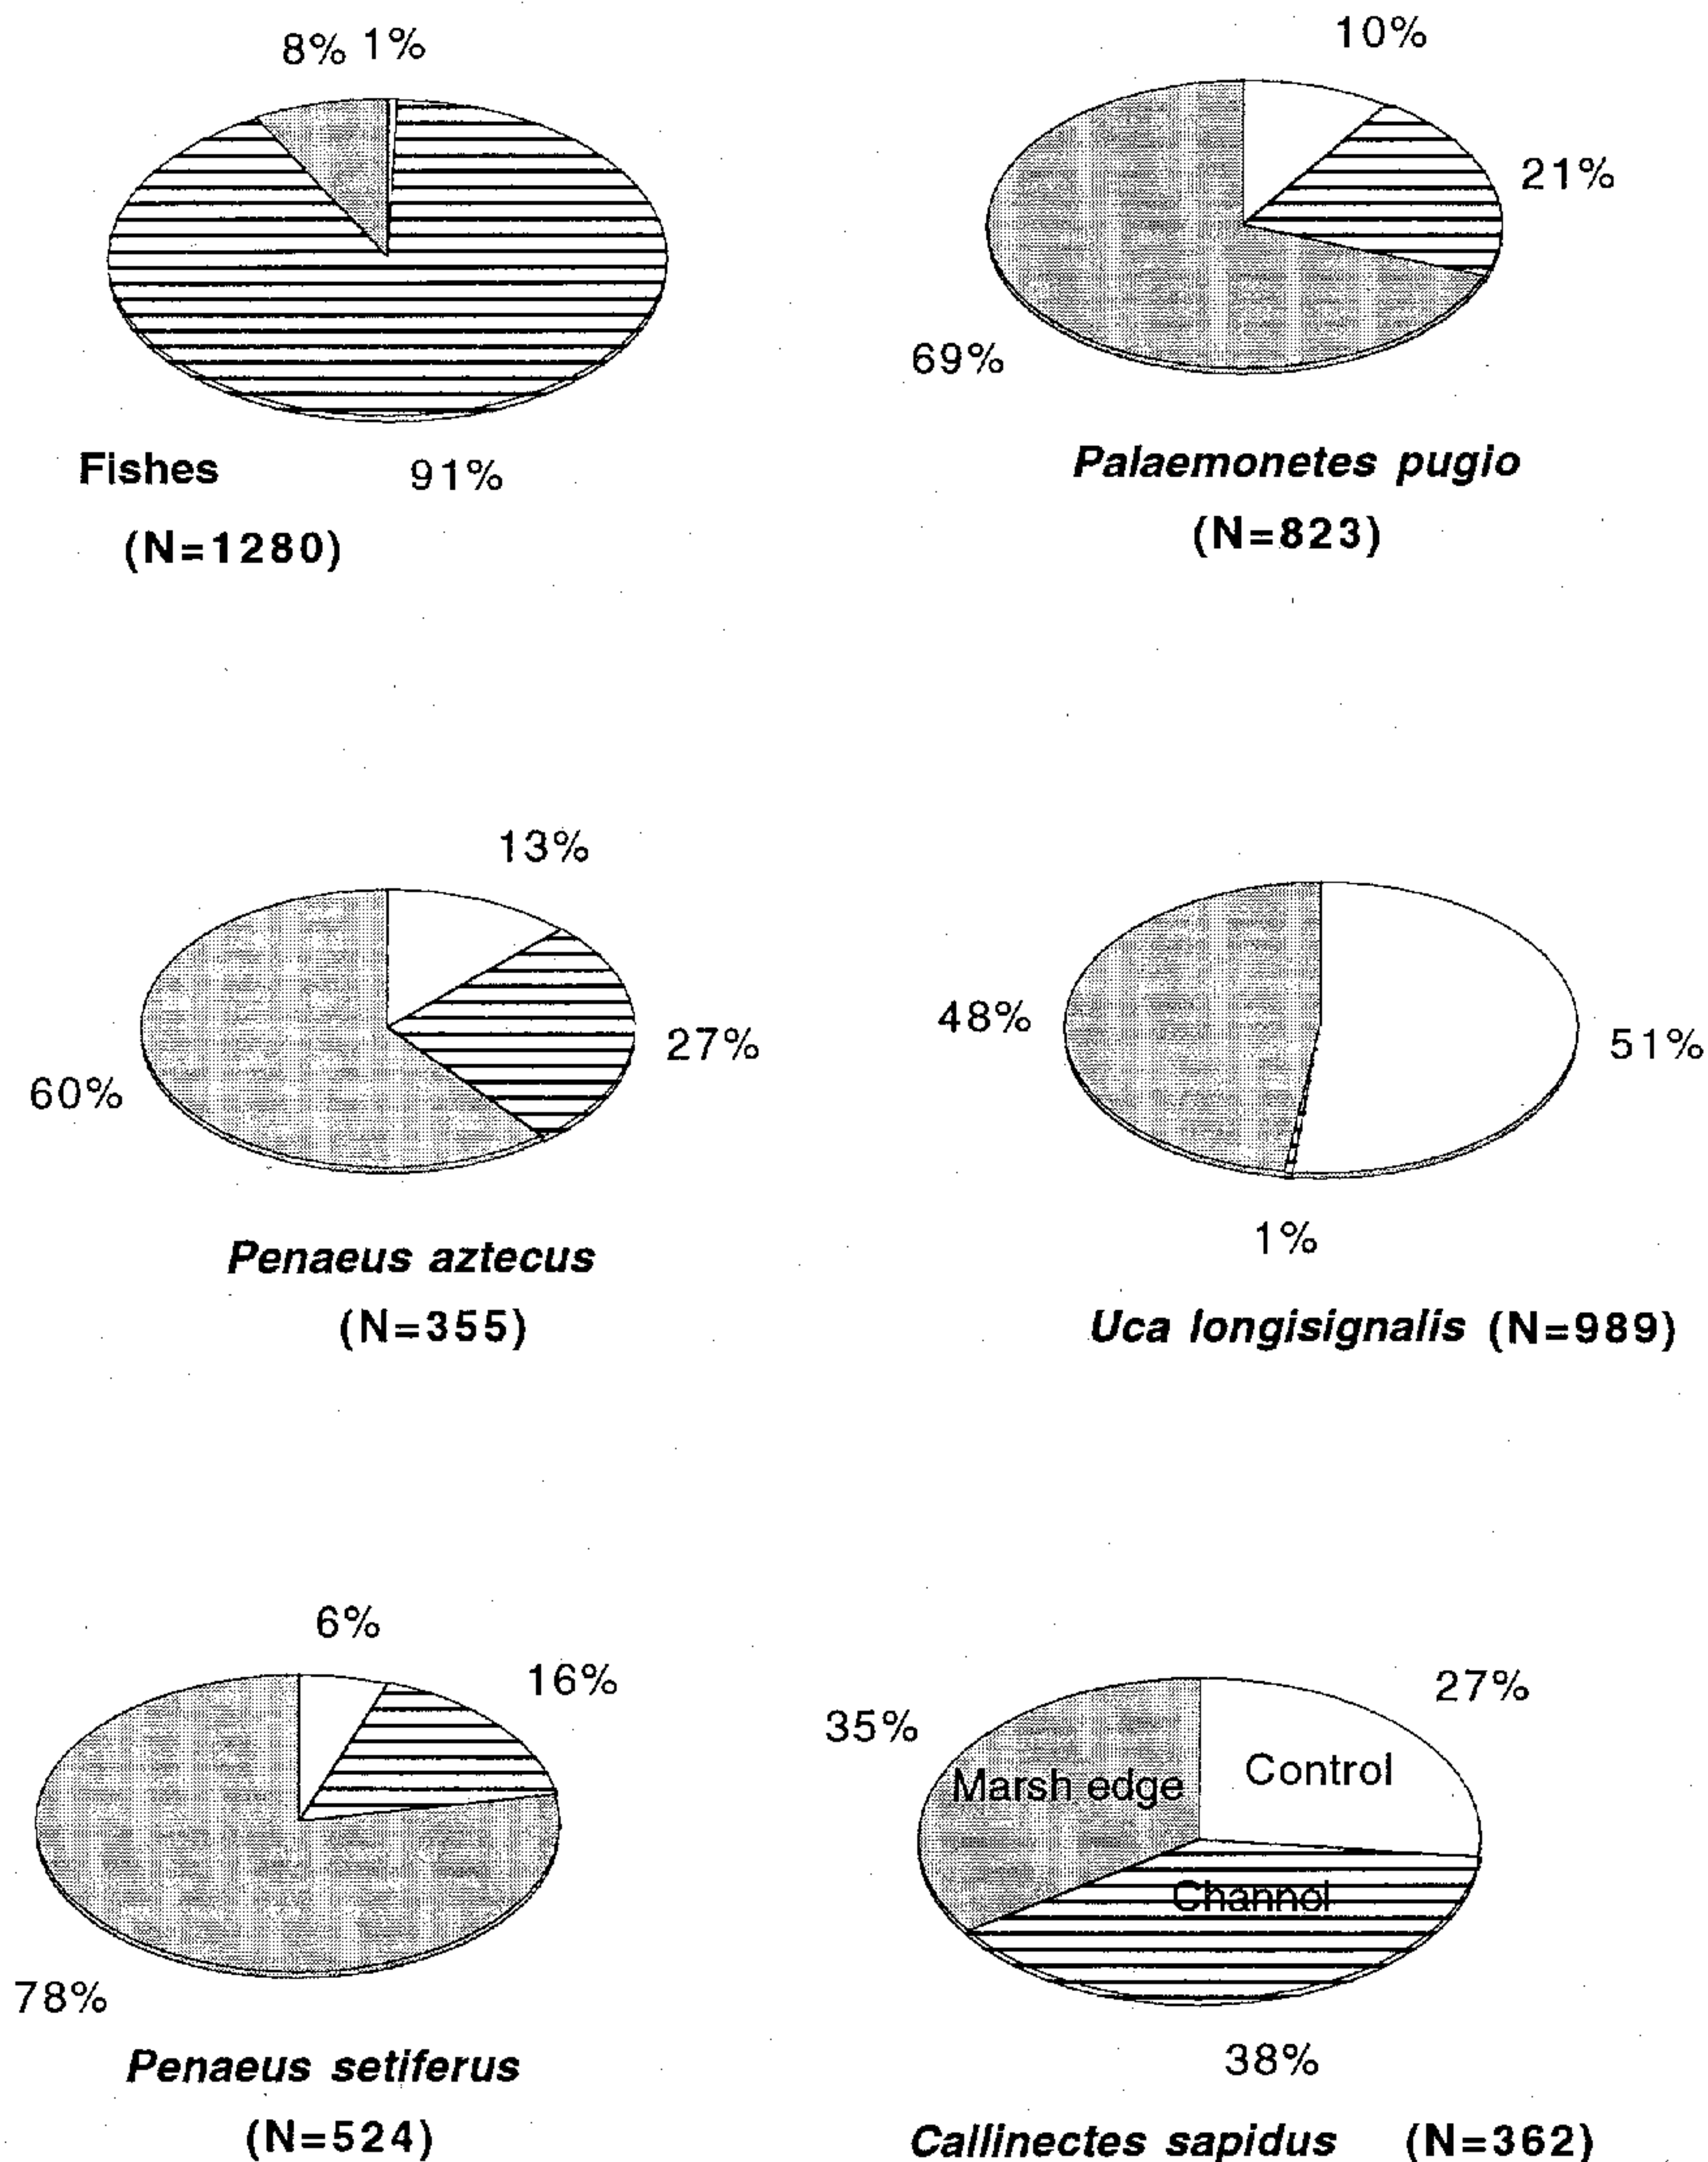 8% 1%
91%
Fishes
(N=1280)
10%
21%
69%
Palaemonetes pugio
(N=823)
13%
27%
60%
Penaeus aztecus
(N=355)
48%
51%
1%
Uca longisignalis (N=989)
6%
16%
78%
Penaeus setiferus
(N=524)
27%
35%
Marsh edge
Control
Channol
38%
Callinectes sapidus (N=362)